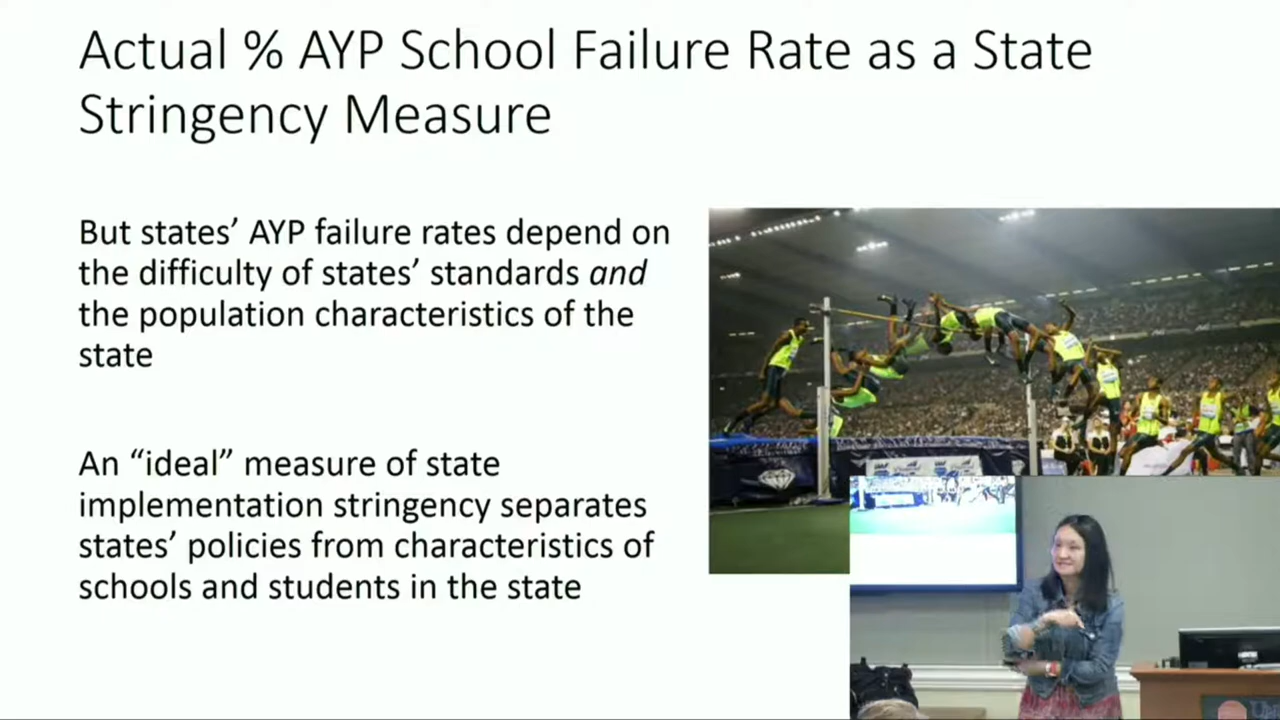 Actual % AYP School Failure Rate as a State
Stringency Measure
But states’ AYP failure rates depend on
the difficulty of states’ standards and
the population characteristics of the
state
An “ideal” measure of state
implementation stringency separates
states’ policies from characteristics of
schools and students in the state